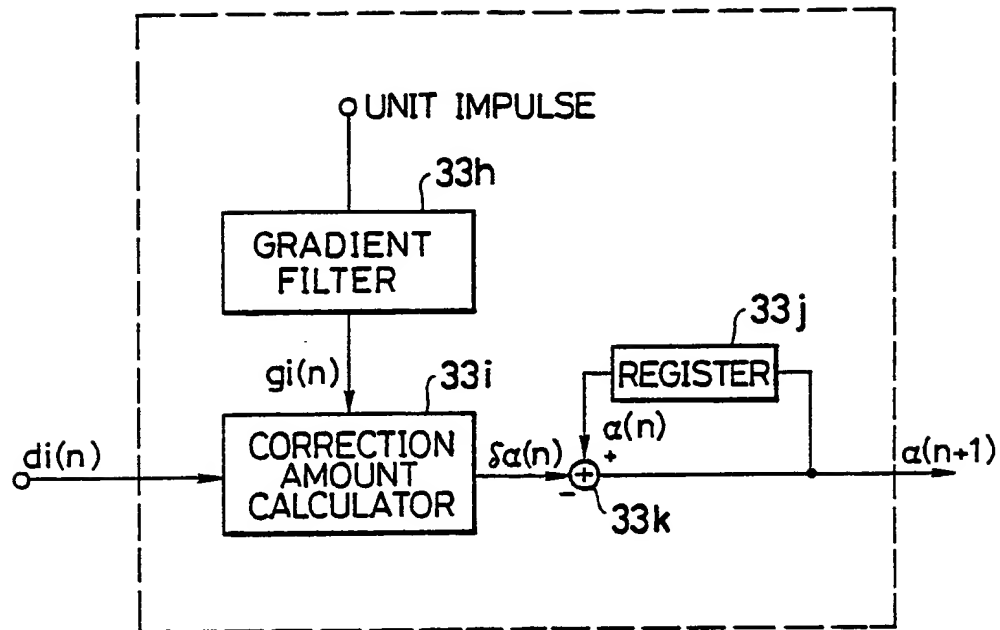 UNIT IMPULSE
33h
GRADIENT
FILTER
33j
gi(n)
33i
REGISTER
di(n)
CORRECTION
AMOUNT
CALCULATOR
δα(n)
α(n)
+
+
−
α(n+1)
33k